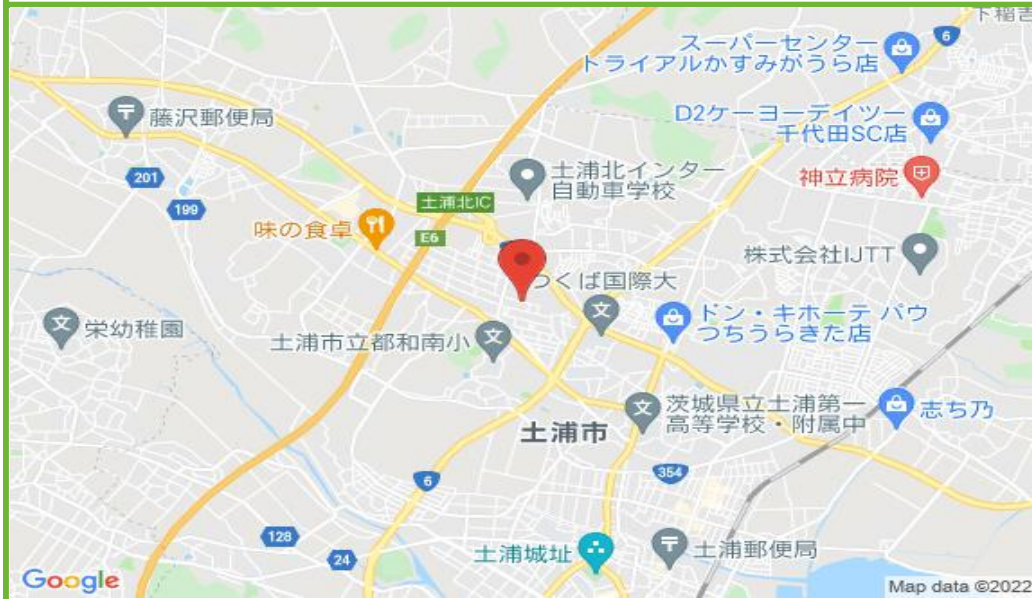 下稲吉
6
スーパーセンター
トライアルかすみがうら店
〒
藤沢郵便局
D2ケーヨーデイツー
千代田SC店
土浦北インター
自動車学校
神立病院
201
199
土浦北IC
味の食卓
E6
株式会社IJTT
つくば国際大
文
栄幼稚園
土浦市立都和南小
文
文
ドン・キホーテ パウ
つちうらきた店
文
茨城県立土浦第一
高等学校・附属中
志ち乃
土浦市
6
354
128
24
土浦城址
〒
土浦郵便局
Google
Map data ©2022